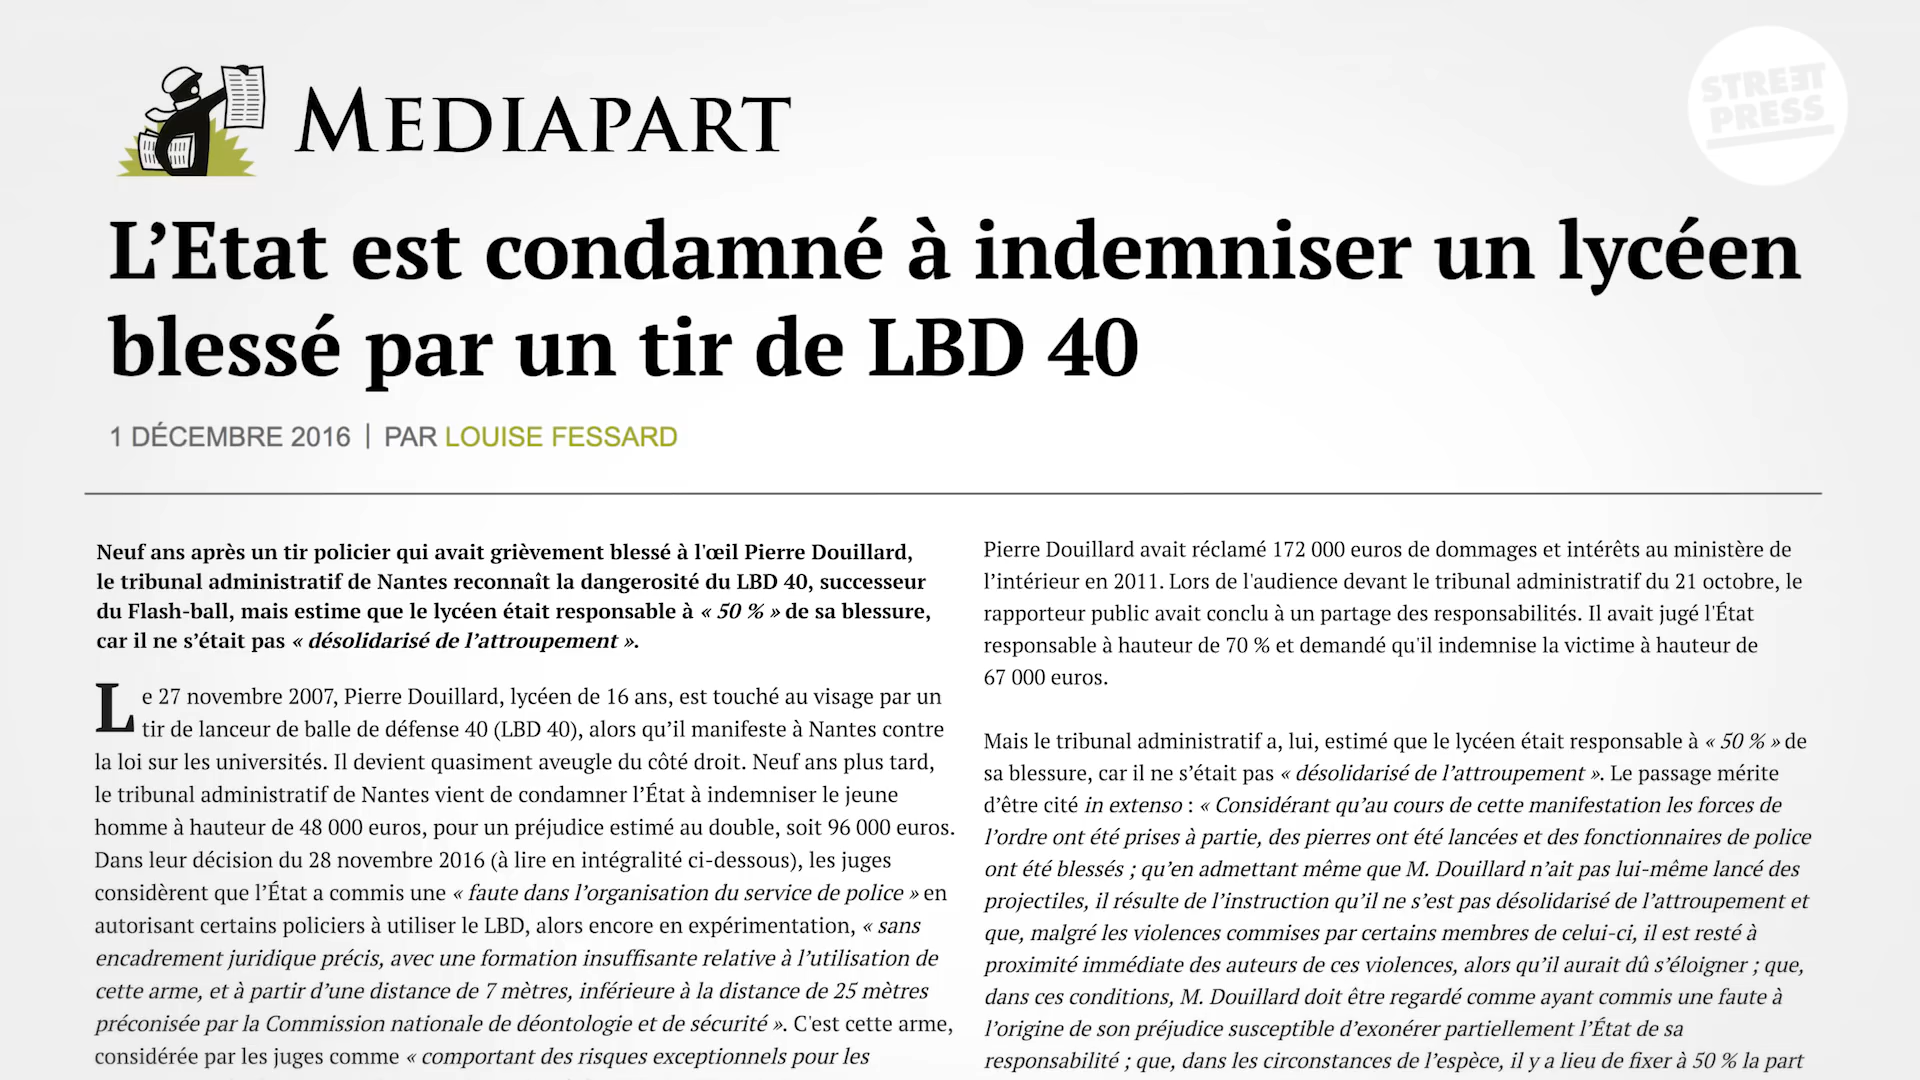 MEDIAPART
STREET
PRESS
L’Etat est condamné à indemniser un lycéen
blessé par un tir de LBD 40
1 DÉCEMBRE 2016 | PAR LOUISE FESSARD
Neuf ans après un tir policier qui avait grièvement blessé à l'œil Pierre Douillard,
le tribunal administratif de Nantes reconnaît la dangerosité du LBD 40, successeur
du Flash-ball, mais estime que le lycéen était responsable à « 50 % » de sa blessure,
car il ne s’était pas « désolidarisé de l’attroupement ».
Le 27 novembre 2007, Pierre Douillard, lycéen de 16 ans, est touché au visage par un
tir de lanceur de balle de défense 40 (LBD 40), alors qu’il manifeste à Nantes contre
la loi sur les universités. Il devient quasiment aveugle du côté droit. Neuf ans plus tard,
le tribunal administratif de Nantes vient de condamner l’État à indemniser le jeune
homme à hauteur de 48 000 euros, pour un préjudice estimé au double, soit 96 000 euros.
Dans leur décision du 28 novembre 2016 (à lire en intégralité ci-dessous), les juges
considèrent que l’État a commis une « faute dans l’organisation du service de police » en
autorisant certains policiers à utiliser le LBD, alors encore en expérimentation, « sans
encadrement juridique précis, avec une formation insuffisante relative à l’utilisation de
cette arme, et à partir d’une distance de 7 mètres, inférieure à la distance de 25 mètres
préconisée par la Commission nationale de déontologie et de sécurité ». C'est cette arme,
considérée par les juges comme « comportant des risques exceptionnels pour les
Pierre Douillard avait réclamé 172 000 euros de dommages et intérêts au ministère de
l’intérieur en 2011. Lors de l'audience devant le tribunal administratif du 21 octobre, le
rapporteur public avait conclu à un partage des responsabilités. Il avait jugé l'État
responsable à hauteur de 70 % et demandé qu'il indemnise la victime à hauteur de
67 000 euros.
Mais le tribunal administratif a, lui, estimé que le lycéen était responsable à « 50 % » de
sa blessure, car il ne s’était pas « désolidarisé de l’attroupement ». Le passage mérite
d’être cité in extenso : « Considérant qu’au cours de cette manifestation les forces de
l’ordre ont été prises à partie, des pierres ont été lancées et des fonctionnaires de police
ont été blessés ; qu’en admettant même que M. Douillard n’ait pas lui-même lancé des
projectiles, il résulte de l’instruction qu’il ne s’est pas désolidarisé de l’attroupement et
que, malgré les violences commises par certains membres de celui-ci, il est resté à
proximité immédiate des auteurs de ces violences, alors qu’il aurait dû s’éloigner ; que,
dans ces conditions, M. Douillard doit être regardé comme ayant commis une faute à
l’origine de son préjudice susceptible d’exonérer partiellement l’État de sa
responsabilité ; que, dans les circonstances de l’espèce, il y a lieu de fixer à 50 % la part